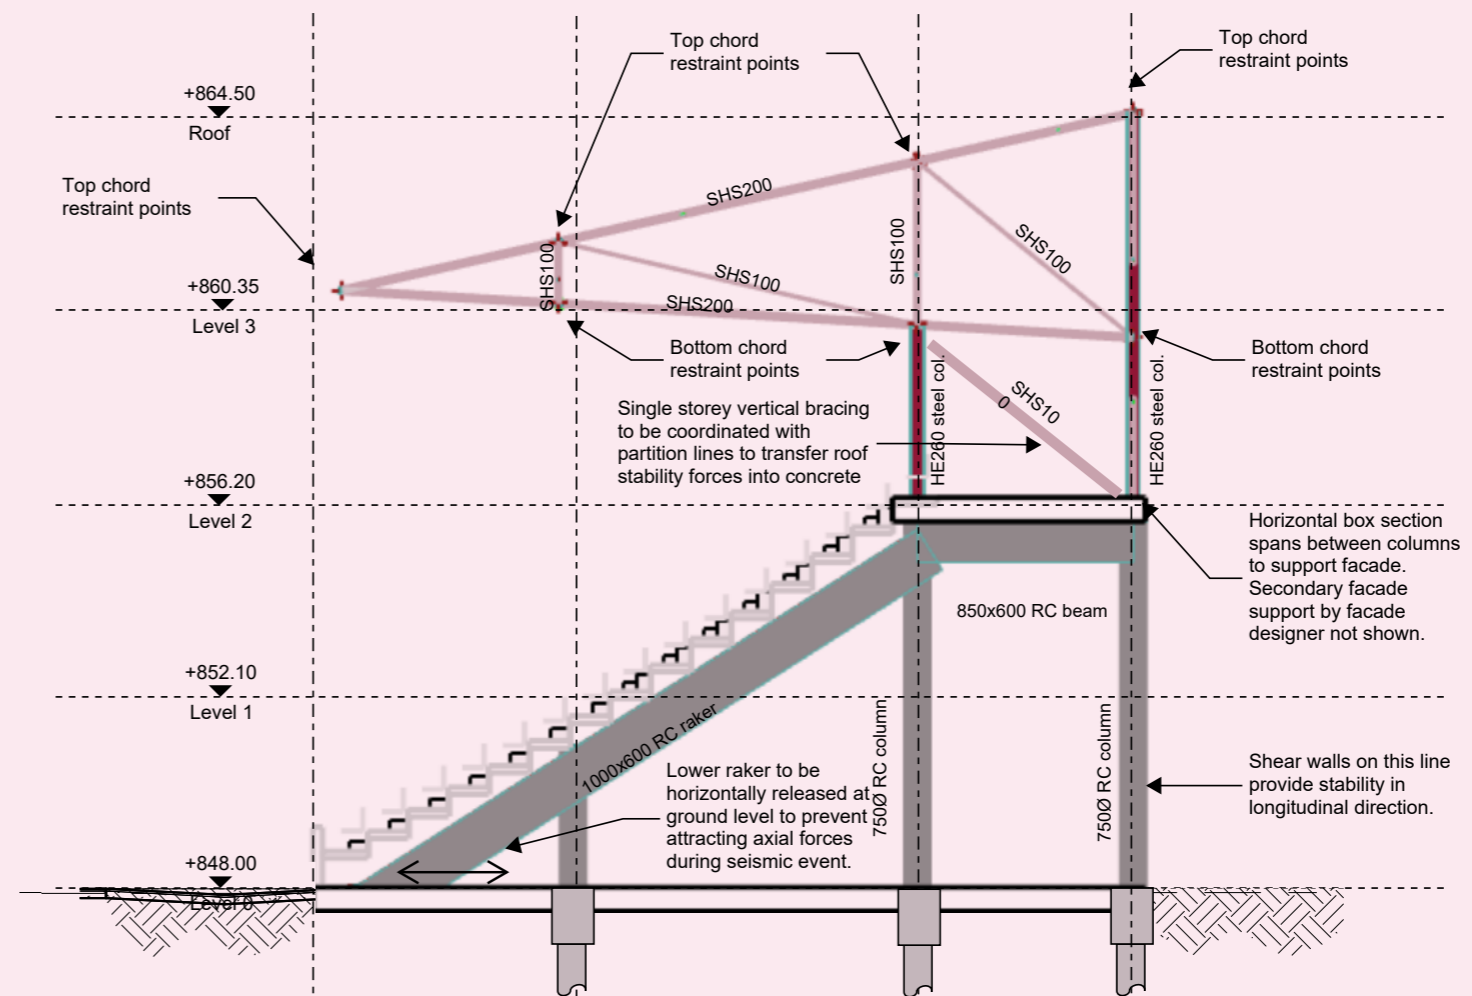 Top chord
restraint points
Top chord
restraint points
+864.50
Roof
Top chord
restraint points
SHS200
SHS100
SHS100
SHS100
SHS100
SHS200
+860.35
Level 3
Bottom chord
restraint points
Bottom chord
restraint points
Single storey vertical bracing
to be coordinated with
partition lines to transfer roof
stability forces into concrete
SHS10
0
HE260 steel col.
HE260 steel col.
+856.20
Level 2
Horizontal box section
spans between columns
to support facade.
Secondary facade
support by facade
designer not shown.
850x600 RC beam
+852.10
Level 1
1000x600 RC raker
Lower raker to be
horizontally released at
ground level to prevent
attracting axial forces
during seismic event.
750Ø RC column
750Ø RC column
Shear walls on this line
provide stability in
longitudinal direction.
+848.00
Level 0